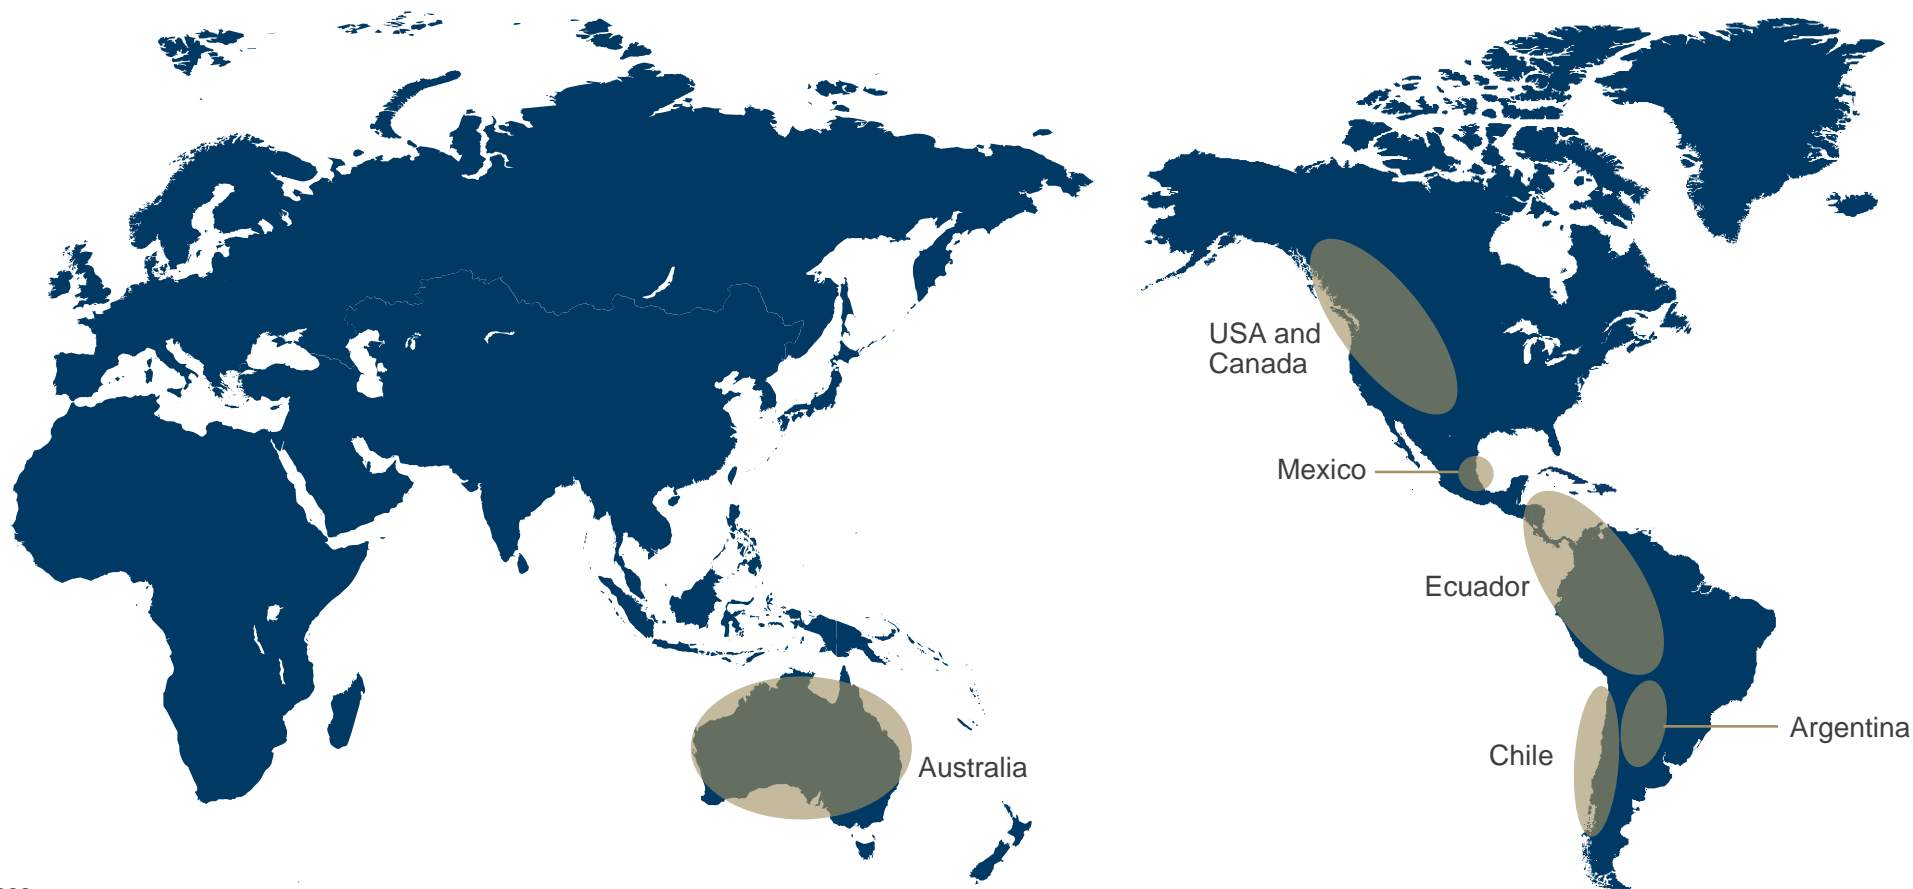 USA and
Canada
Mexico
Ecuador
Argentina
Chile
Australia